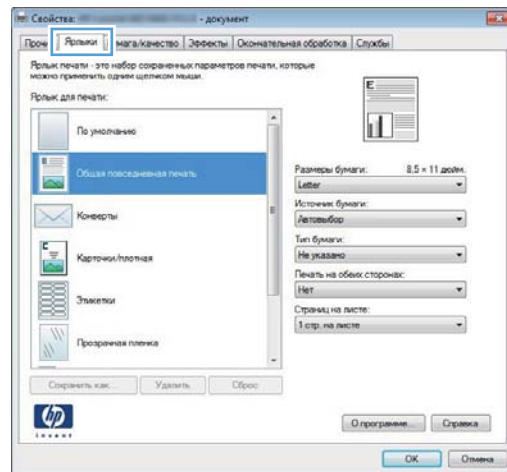 Свойства: - документ
Ярлыки мага/качество Эффекты Окончательная обработка Службы
Ярлык печати - это набор сохраненных параметров печати, которые
можно применить одним щелчком мыши.
Ярлык для печати:
По умолчанию
Общая повседневная печать
Конверты
Карточки/плотная
Этикетки
Прозрачная пленка
E
Размеры бумаги: 8,5 × 11 дюйм.
Letter
Источник бумаги:
Автовыбор
Тип бумаги:
Не указано
Печать на обеих сторонах:
Нет
Страниц на листе:
1 стр. на листе
Сохранить как... Удалить Сброс
hp
invent
О программе... Справка
OK Отмена